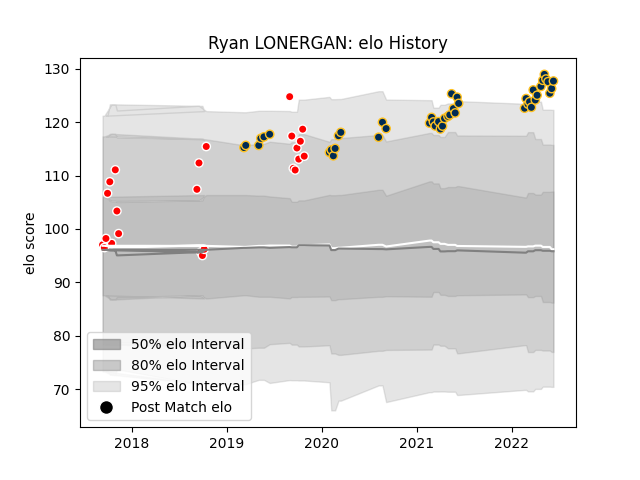 Ryan LONERGAN: elo History
130
120
110
100
90
80
70
elo score
50% elo Interval
80% elo Interval
95% elo Interval
Post Match elo
2018
2019
2020
2021
2022